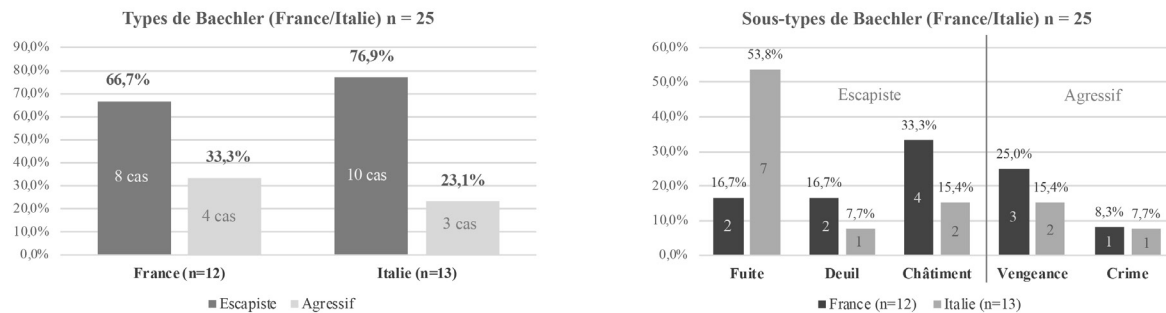 Types de Baechler (France/Italie) n = 25
90,0%
80,0%
70,0%
60,0%
50,0%
40,0%
30,0%
20,0%
10,0%
0,0%
66,7%
33,3%
76,9%
23,1%
8 cas
4 cas
10 cas
3 cas
France (n=12) Italie (n=13)
Escapiste Agressif
Sous-types de Baechler (France/Italie) n = 25
60,0%
50,0%
40,0%
30,0%
20,0%
10,0%
0,0%
Escapiste Agressif
16,7% 53,8% 16,7% 7,7% 33,3% 15,4% 25,0% 15,4% 8,3% 7,7%
2 7 2 1 4 2 3 2 1 1
Fuite Deuil Châtiment Vengeance Crime
France (n=12) Italie (n=13)